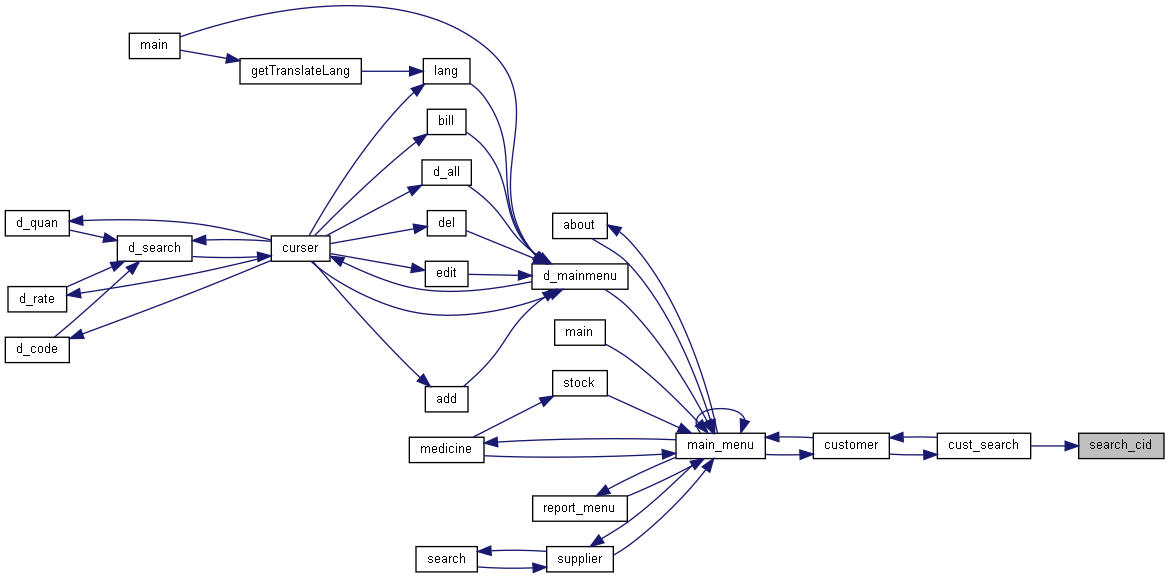 main
getTranslateLang
lang
bill
d_all
d_quan
del
about
d_search
curser
edit
d_mainmenu
d_rate
main
d_code
stock
add
medicine
main_menu
customer
cust_search
search_cid
report_menu
search
supplier